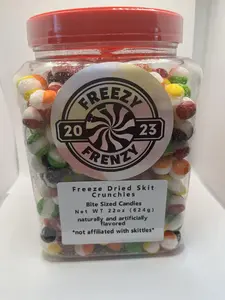 FREEZY
20 23
FRENZY
Freeze Dried Skit
Crunchies
Bite Sized Candies
Net WT 22oz (624g)
naturally and artificially
flavored
*not affiliated with skittles*